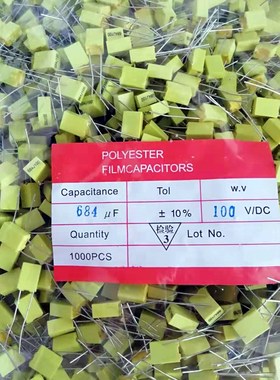 POLYESTER
FILMCAPACITORS
Capacitance Tol w.v
684 μF ± 10% 100 V/DC
Quantity 检验 3 Lot No.
1000PCS